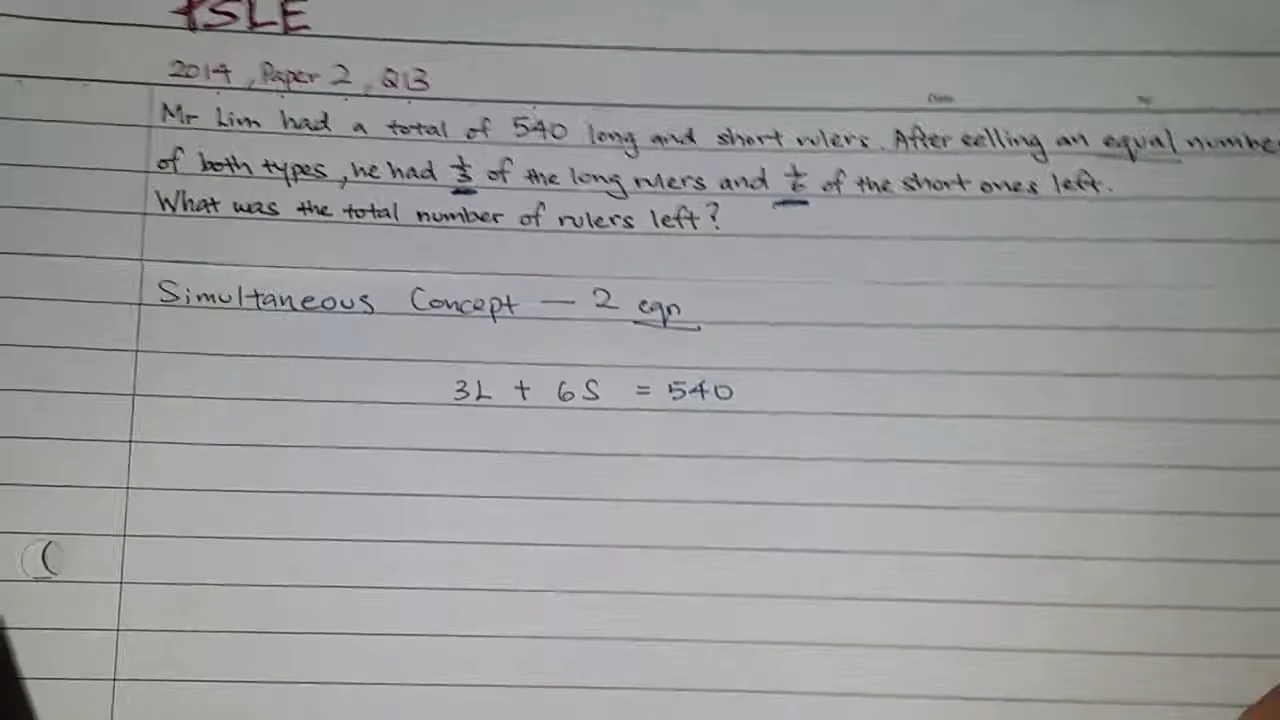 PSLE
2014, Paper 2, Q13
Mr Lim had a total of 540 long and short rulers. After selling an equal number
of both types, he had 1/3 of the long rulers and 1/6 of the short ones left.
What was the total number of rulers left?
Simultaneous Concept — 2 eqn
3L + 6S = 540